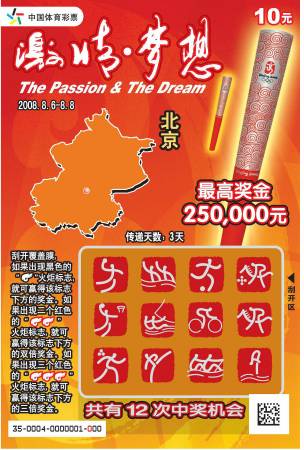 中国体育彩票
10元
激情·梦想
The Passion & The Dream
2008.8.6-8.8
北京
最高奖金
250,000元
传递天数：3天
刮开覆盖膜,
如果出现黑色的
“ ”火炬标志,
就可赢得该标志
下方的奖金。如
果出现二个红色
的“ ”
火炬标志，就可
赢得该标志下方
的双倍奖金。如
果出现三个红色
的“ ”
火炬标志，就可
赢得该标志下方
的三倍奖金。
刮开区
共有 12 次中奖机会
35-0004-0000001-000